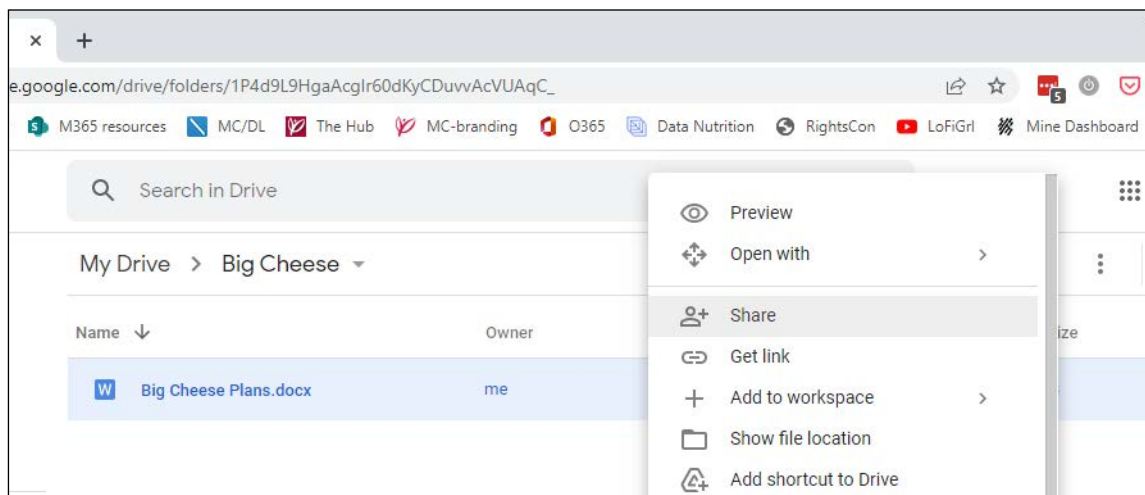 × +
e.google.com/drive/folders/1P4d9L9HgaAcglr60dKyCDuvvAcVUAqC_
5
M365 resources MC/DL The Hub MC-branding O365 Data Nutrition RightsCon LoFiGrl Mine Dashboard
Search in Drive
Preview
Open with
My Drive > Big Cheese
Share
Name Owner ize
Get link
W Big Cheese Plans.docx me
Add to workspace
Show file location
Add shortcut to Drive